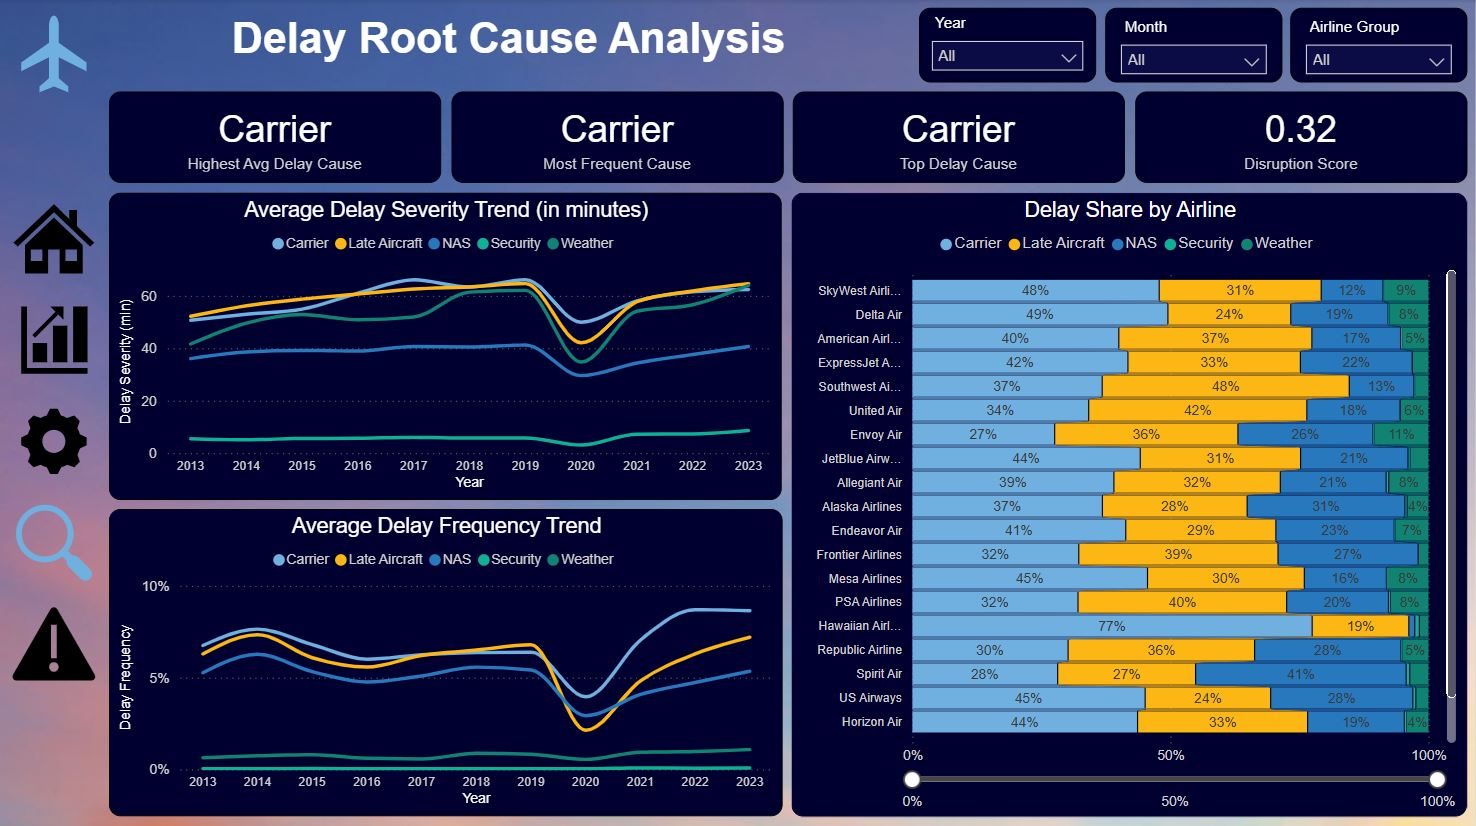 Delay Root Cause Analysis
Year
All
Month
All
Airline Group
All
Carrier
Highest Avg Delay Cause
Carrier
Most Frequent Cause
Carrier
Top Delay Cause
0.32
Disruption Score
Average Delay Severity Trend (in minutes)
Carrier Late Aircraft NAS Security Weather
Delay Severity (min)
60
40
20
0
2013 2014 2015 2016 2017 2018 2019 2020 2021 2022 2023
Year
Average Delay Frequency Trend
Carrier Late Aircraft NAS Security Weather
Delay Frequency
10%
5%
0%
2013 2014 2015 2016 2017 2018 2019 2020 2021 2022 2023
Year
Delay Share by Airline
Carrier Late Aircraft NAS Security Weather
SkyWest Airli... 48% 31% 12% 9%
Delta Air 49% 24% 19% 8%
American Airl... 40% 37% 17% 5%
ExpressJet A... 42% 33% 22%
Southwest Ai... 37% 48% 13%
United Air 34% 42% 18% 6%
Envoy Air 27% 36% 26% 11%
JetBlue Airw... 44% 31% 21%
Allegiant Air 39% 32% 21% 8%
Alaska Airlines 37% 28% 31% 4%
Endeavor Air 41% 29% 23% 7%
Frontier Airlines 32% 39% 27%
Mesa Airlines 45% 30% 16% 8%
PSA Airlines 32% 40% 20% 8%
Hawaiian Airl... 77% 19%
Republic Airline 30% 36% 28% 5%
Spirit Air 28% 27% 41%
US Airways 45% 24% 28%
Horizon Air 44% 33% 19% 4%
0% 50% 100%
0% 50% 100%